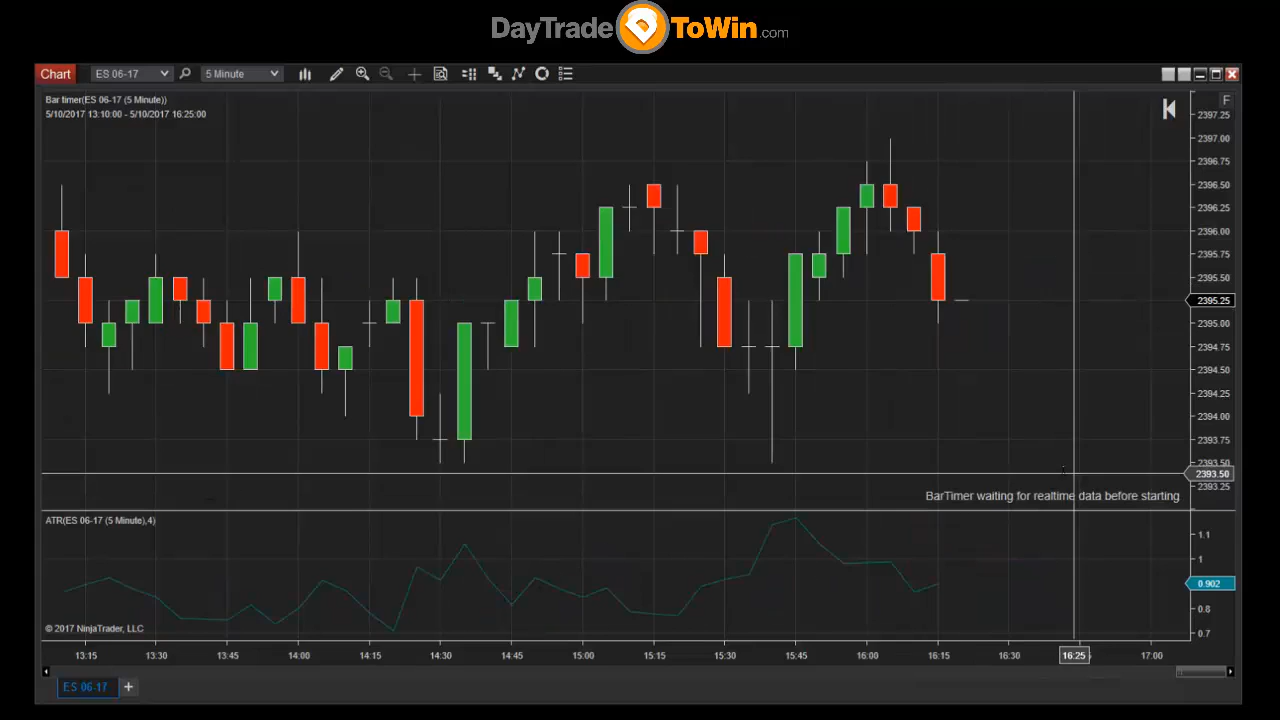 DayTradeToWin.com
Chart ES 06-17 5 Minute
Bar timer(ES 06-17 (5 Minute))
5/10/2017 13:10:00 - 5/10/2017 16:25:00
F
2397.25
2397.00
2396.75
2396.50
2396.25
2396.00
2395.75
2395.50
2395.25
2395.00
2394.75
2394.50
2394.25
2394.00
2393.75
2393.50
2393.50
2393.25
BarTimer waiting for realtime data before starting
ATR(ES 06-17 (5 Minute),4)
1.1
1
0.902
0.8
0.7
© 2017 NinjaTrader, LLC
13:15 13:30 13:45 14:00 14:15 14:30 14:45 15:00 15:15 15:30 15:45 16:00 16:15 16:30 16:25 17:00
ES 06-17 +